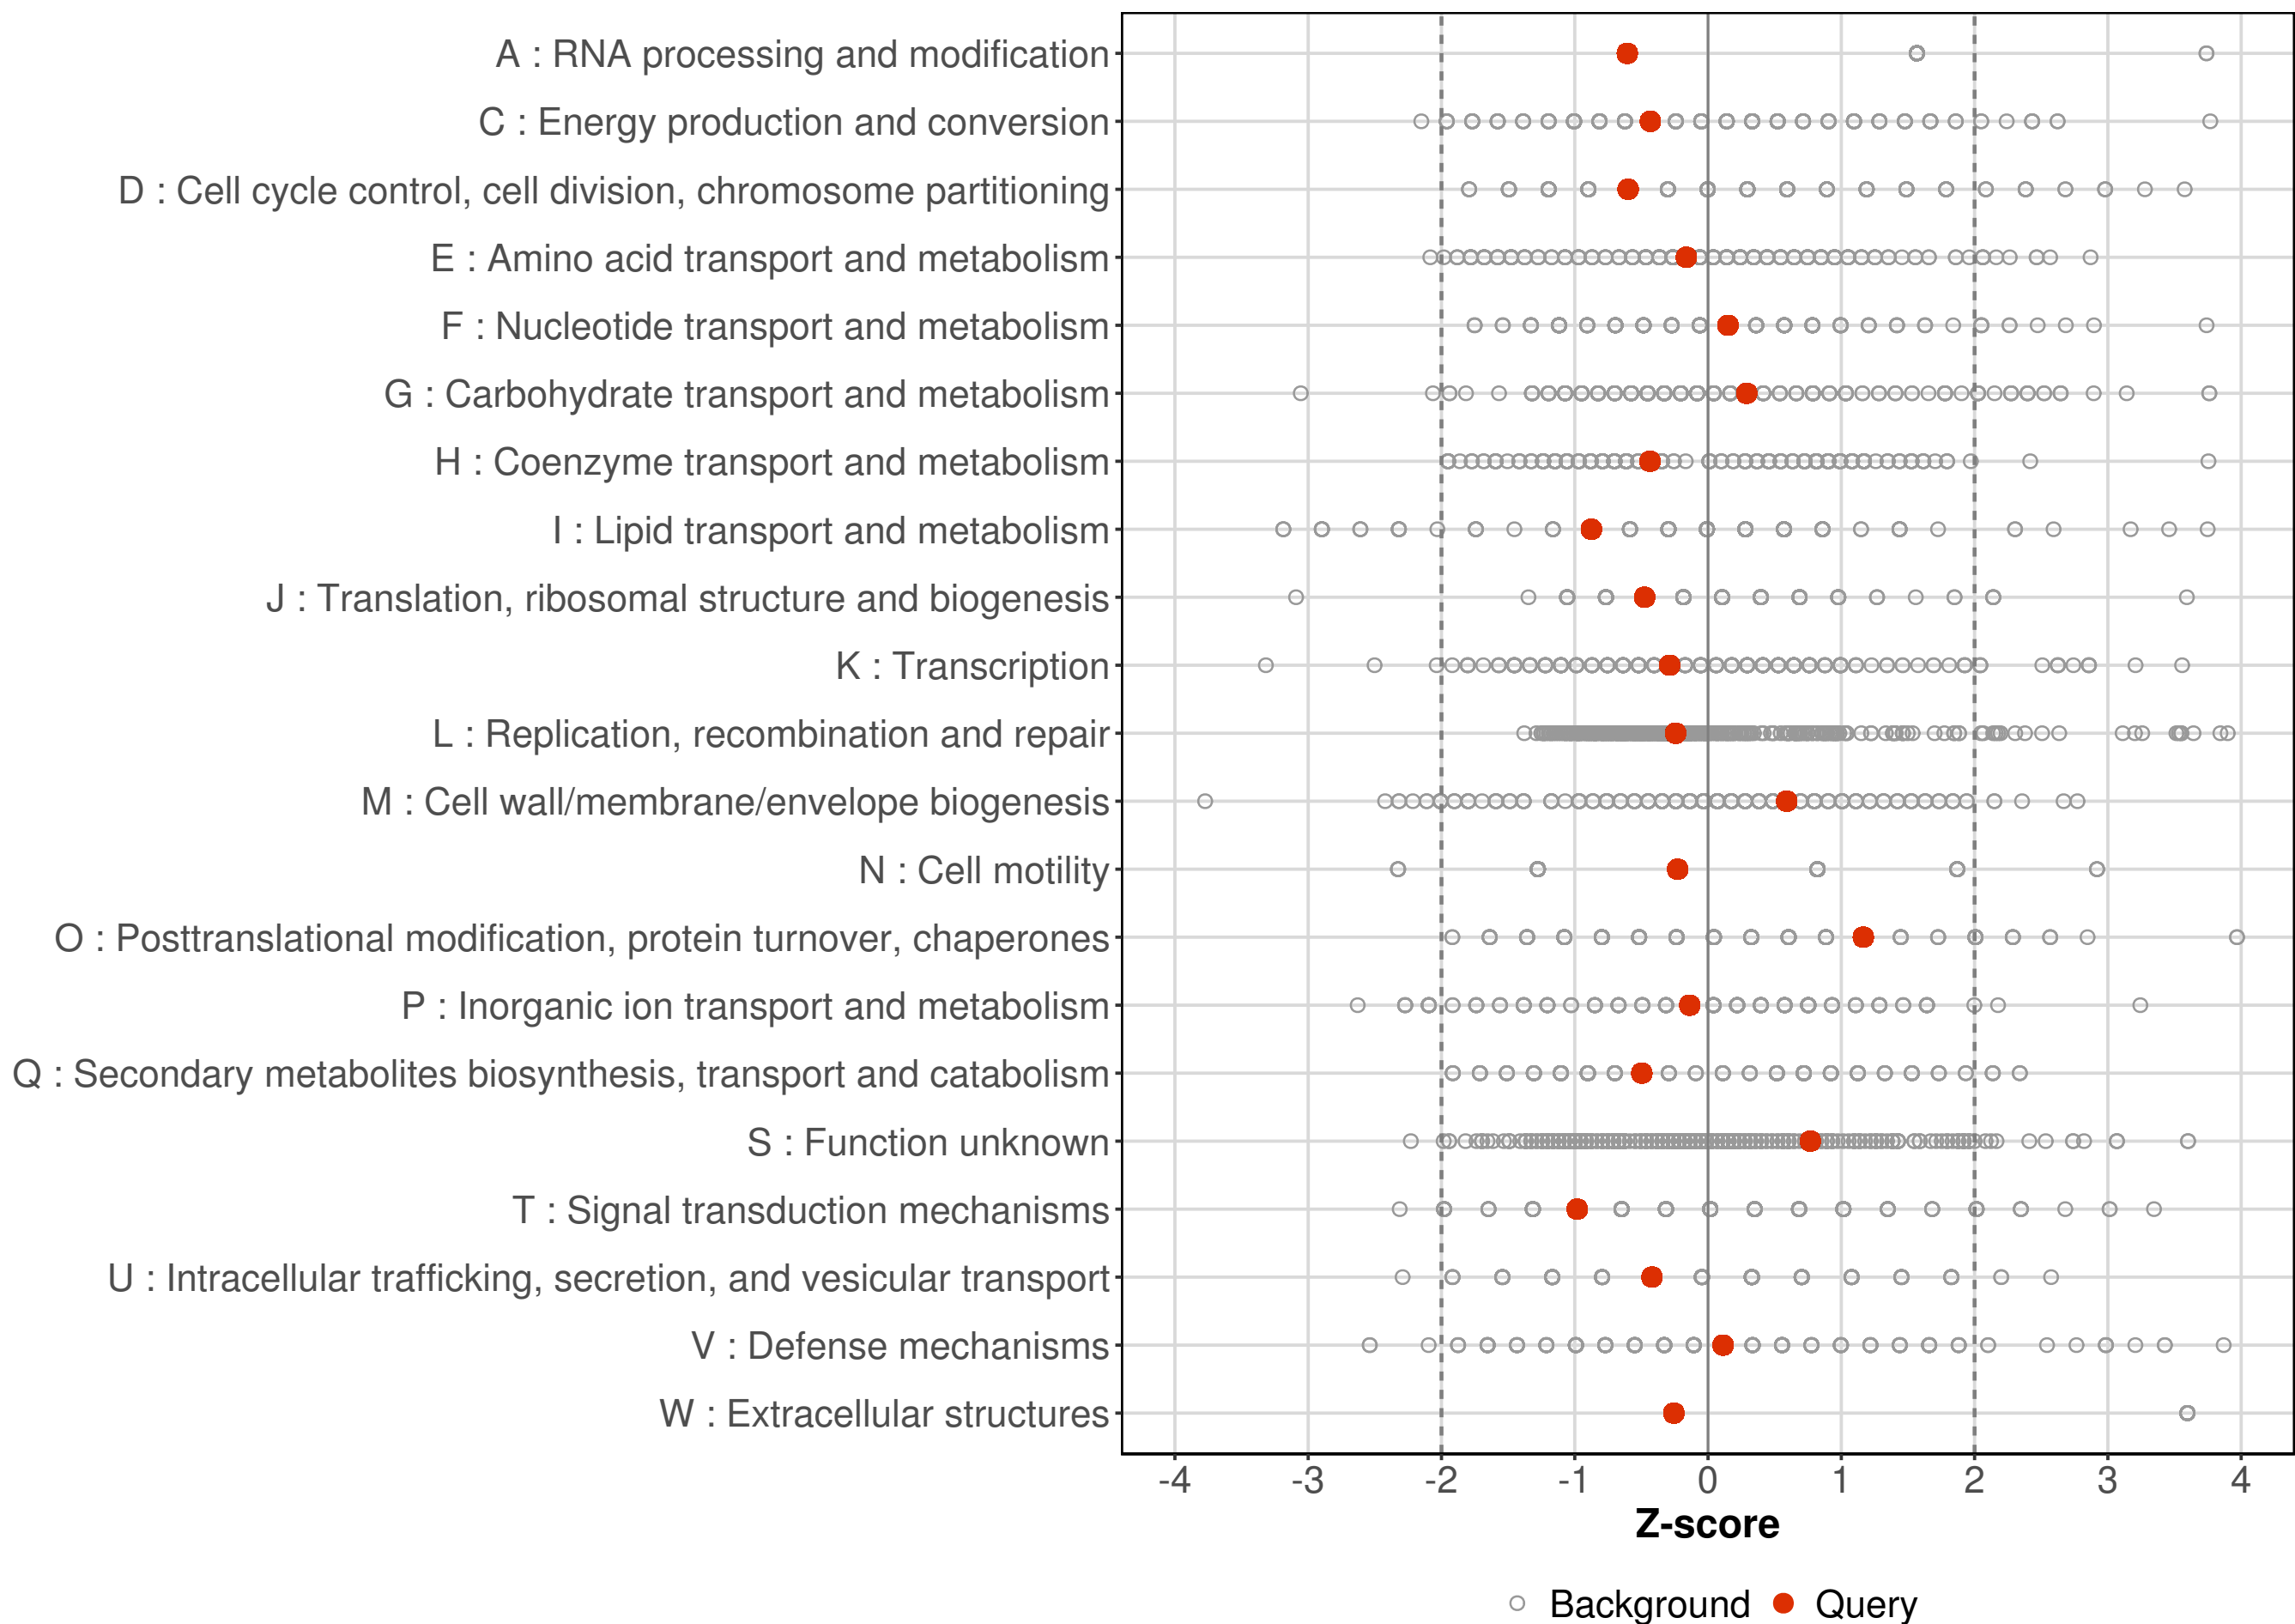 A : RNA processing and modification
C : Energy production and conversion
D : Cell cycle control, cell division, chromosome partitioning
E : Amino acid transport and metabolism
F : Nucleotide transport and metabolism
G : Carbohydrate transport and metabolism
H : Coenzyme transport and metabolism
I : Lipid transport and metabolism
J : Translation, ribosomal structure and biogenesis
K : Transcription
L : Replication, recombination and repair
M : Cell wall/membrane/envelope biogenesis
N : Cell motility
O : Posttranslational modification, protein turnover, chaperones
P : Inorganic ion transport and metabolism
Q : Secondary metabolites biosynthesis, transport and catabolism
S : Function unknown
T : Signal transduction mechanisms
U : Intracellular trafficking, secretion, and vesicular transport
V : Defense mechanisms
W : Extracellular structures
-4 -3 -2 -1 0 1 2 3 4
Z-score
Background Query